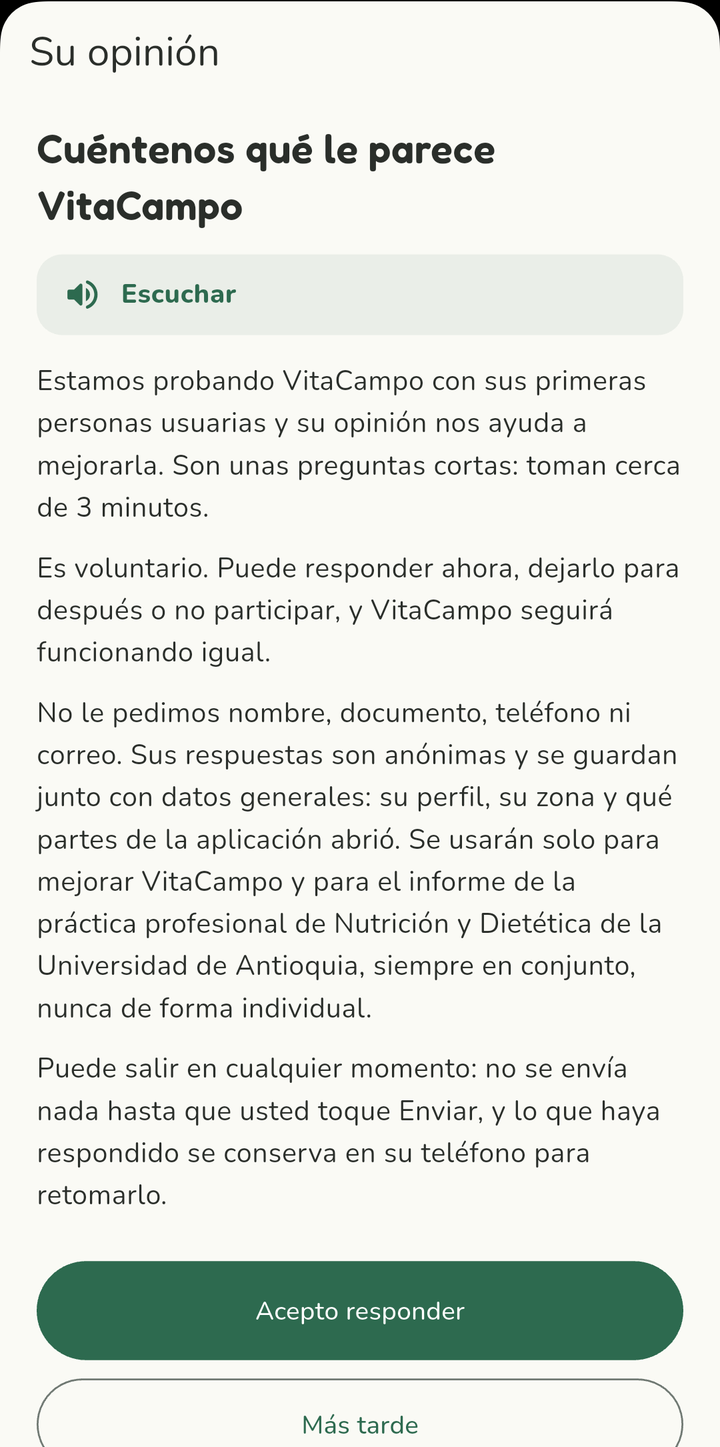 Su opinión
Cuéntenos qué le parece
VitaCampo
Escuchar
Estamos probando VitaCampo con sus primeras
personas usuarias y su opinión nos ayuda a
mejorarla. Son unas preguntas cortas: toman cerca
de 3 minutos.
Es voluntario. Puede responder ahora, dejarlo para
después o no participar, y VitaCampo seguirá
funcionando igual.
No le pedimos nombre, documento, teléfono ni
correo. Sus respuestas son anónimas y se guardan
junto con datos generales: su perfil, su zona y qué
partes de la aplicación abrió. Se usarán solo para
mejorar VitaCampo y para el informe de la
práctica profesional de Nutrición y Dietética de la
Universidad de Antioquia, siempre en conjunto,
nunca de forma individual.
Puede salir en cualquier momento: no se envía
nada hasta que usted toque Enviar, y lo que haya
respondido se conserva en su teléfono para
retomarlo.
Acepto responder
Más tarde